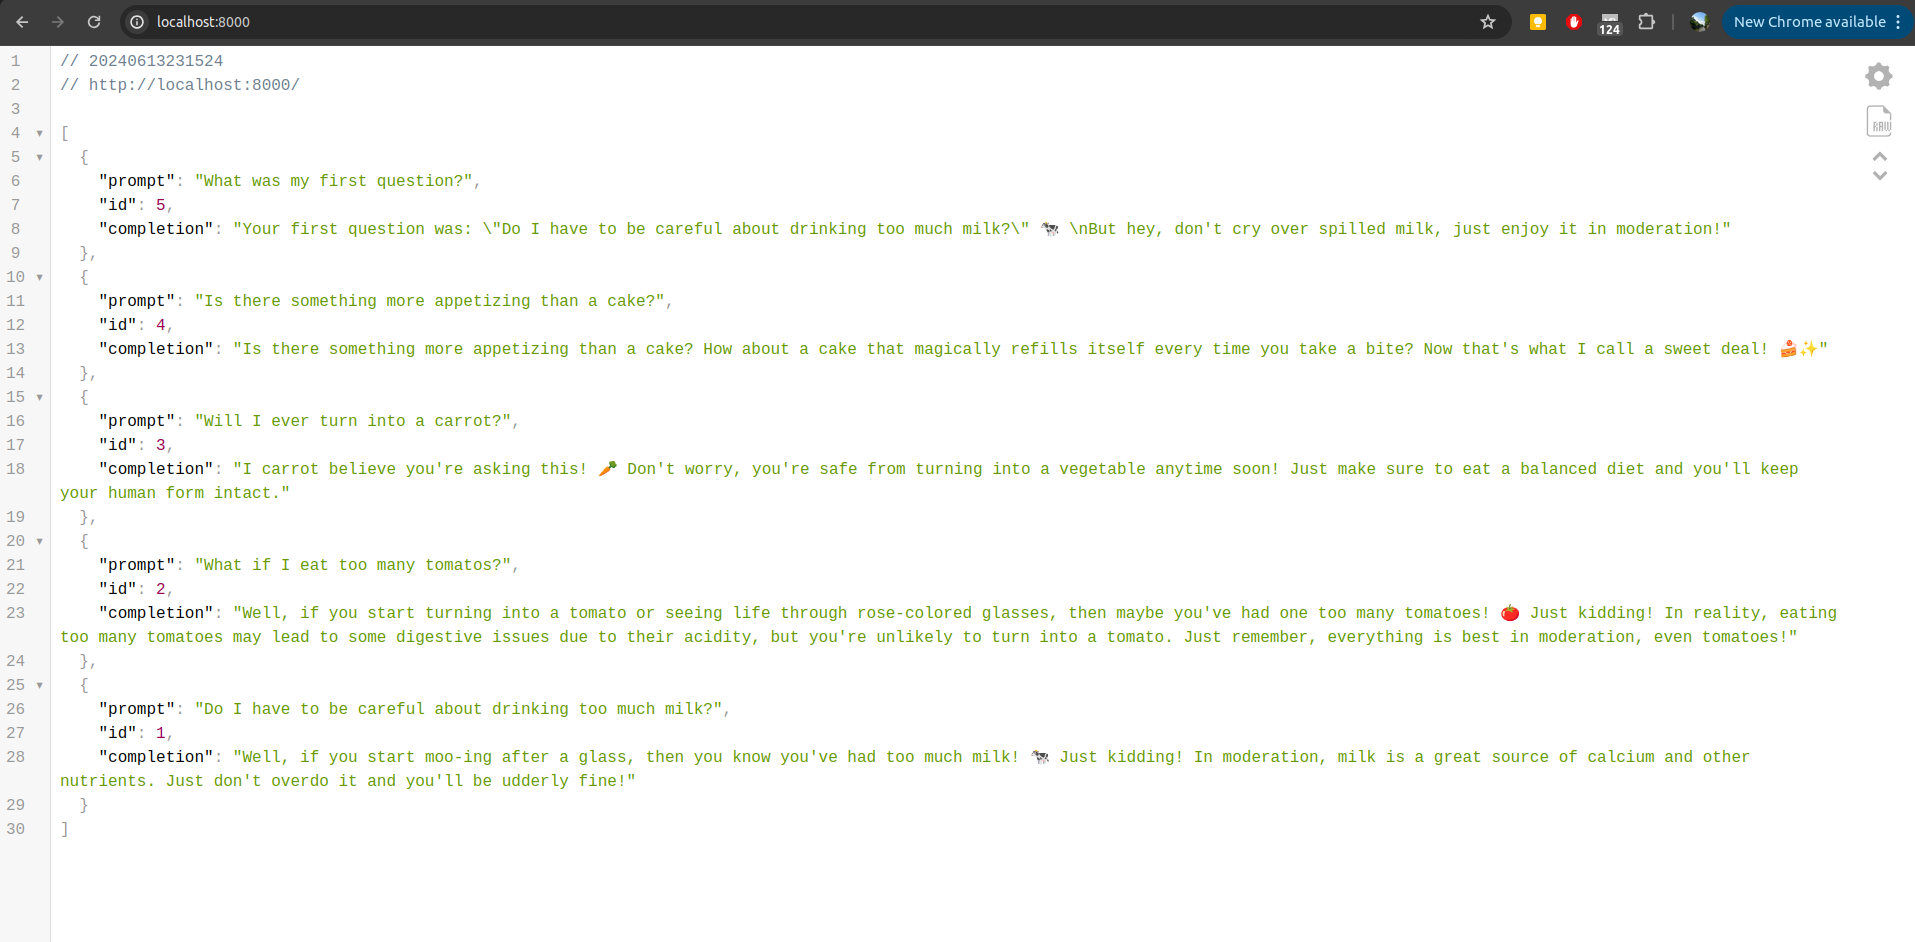 localhost:8000
124
New Chrome available
1 // 20240613231524
2 // http://localhost:8000/
3
4 [
5 {
6 "prompt": "What was my first question?",
7 "id": 5,
8 "completion": "Your first question was: \"Do I have to be careful about drinking too much milk?\" 🐄 \nBut hey, don't cry over spilled milk, just enjoy it in moderation!"
9 },
10 {
11 "prompt": "Is there something more appetizing than a cake?",
12 "id": 4,
13 "completion": "Is there something more appetizing than a cake? How about a cake that magically refills itself every time you take a bite? Now that's what I call a sweet deal! 🍰✨"
14 },
15 {
16 "prompt": "Will I ever turn into a carrot?",
17 "id": 3,
18 "completion": "I carrot believe you're asking this! 🥕 Don't worry, you're safe from turning into a vegetable anytime soon! Just make sure to eat a balanced diet and you'll keep
your human form intact."
19 },
20 {
21 "prompt": "What if I eat too many tomatos?",
22 "id": 2,
23 "completion": "Well, if you start turning into a tomato or seeing life through rose-colored glasses, then maybe you've had one too many tomatoes! 🍅 Just kidding! In reality, eating
too many tomatoes may lead to some digestive issues due to their acidity, but you're unlikely to turn into a tomato. Just remember, everything is best in moderation, even tomatoes!"
24 },
25 {
26 "prompt": "Do I have to be careful about drinking too much milk?",
27 "id": 1,
28 "completion": "Well, if you start moo-ing after a glass, then you know you've had too much milk! 🐄 Just kidding! In moderation, milk is a great source of calcium and other
nutrients. Just don't overdo it and you'll be udderly fine!"
29 }
30 ]
RAW